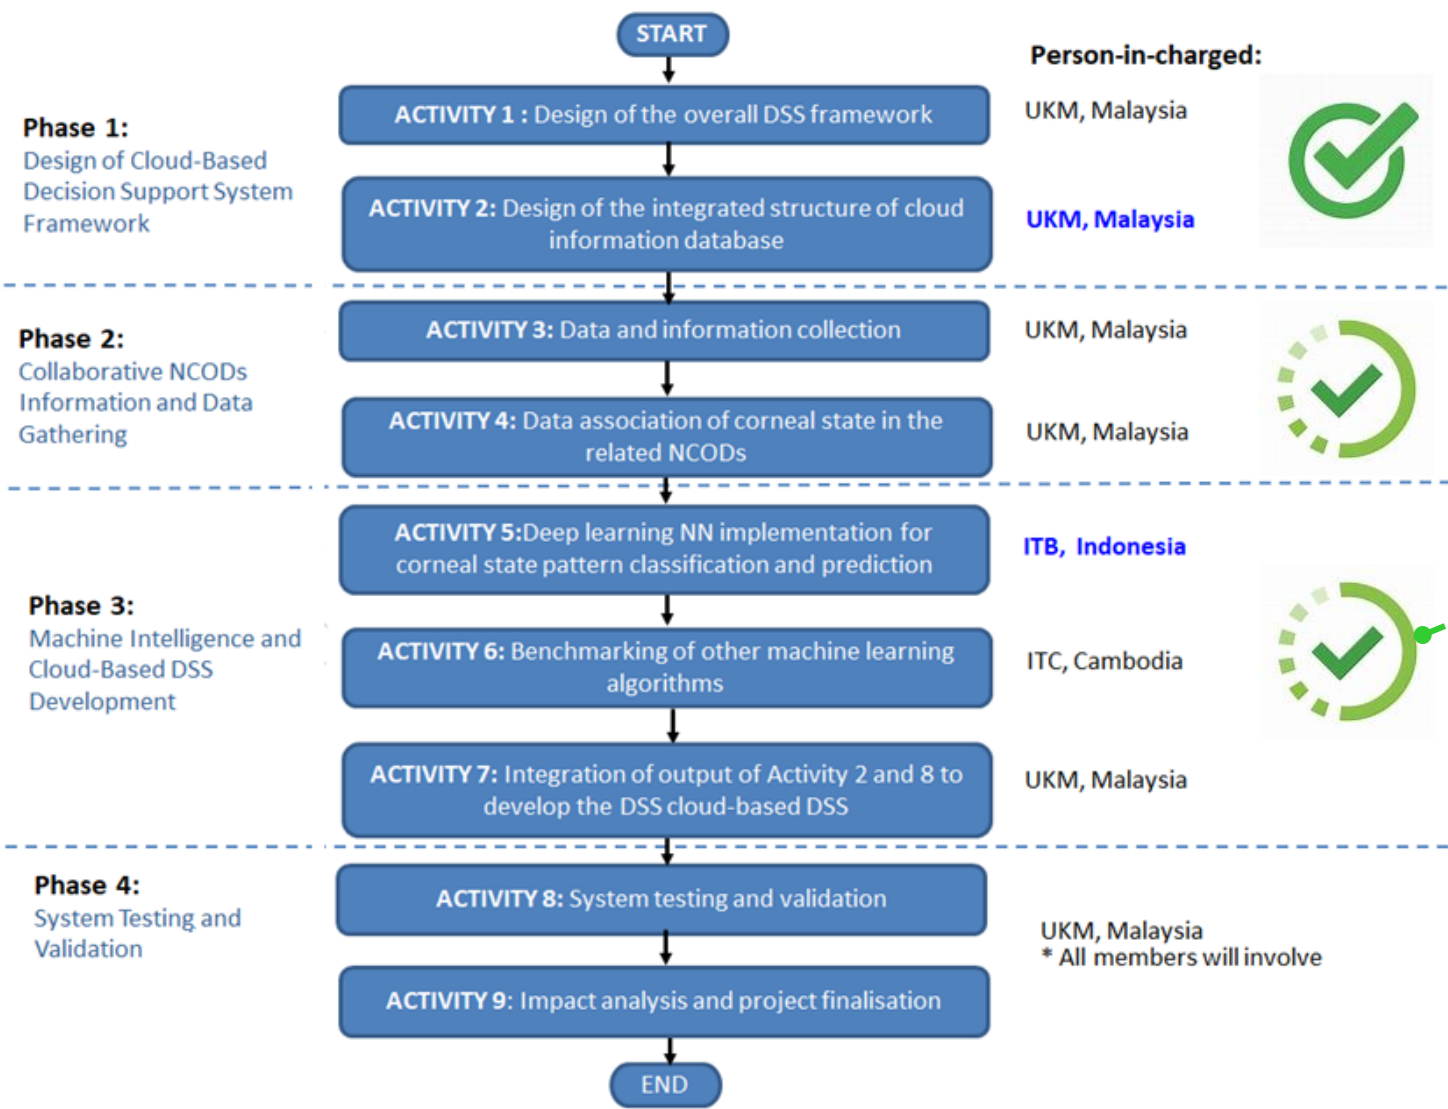 START
Person-in-charged:
Phase 1:
Design of Cloud-Based
Decision Support System
Framework
ACTIVITY 1 : Design of the overall DSS framework
UKM, Malaysia
ACTIVITY 2: Design of the integrated structure of cloud
information database
UKM, Malaysia
Phase 2:
Collaborative NCODs
Information and Data
Gathering
ACTIVITY 3: Data and information collection
UKM, Malaysia
ACTIVITY 4: Data association of corneal state in the
related NCODs
UKM, Malaysia
Phase 3:
Machine Intelligence and
Cloud-Based DSS
Development
ACTIVITY 5:Deep learning NN implementation for
corneal state pattern classification and prediction
ITB, Indonesia
ACTIVITY 6: Benchmarking of other machine learning
algorithms
ITC, Cambodia
ACTIVITY 7: Integration of output of Activity 2 and 8 to
develop the DSS cloud-based DSS
UKM, Malaysia
Phase 4:
System Testing and
Validation
ACTIVITY 8: System testing and validation
UKM, Malaysia
* All members will involve
ACTIVITY 9: Impact analysis and project finalisation
END